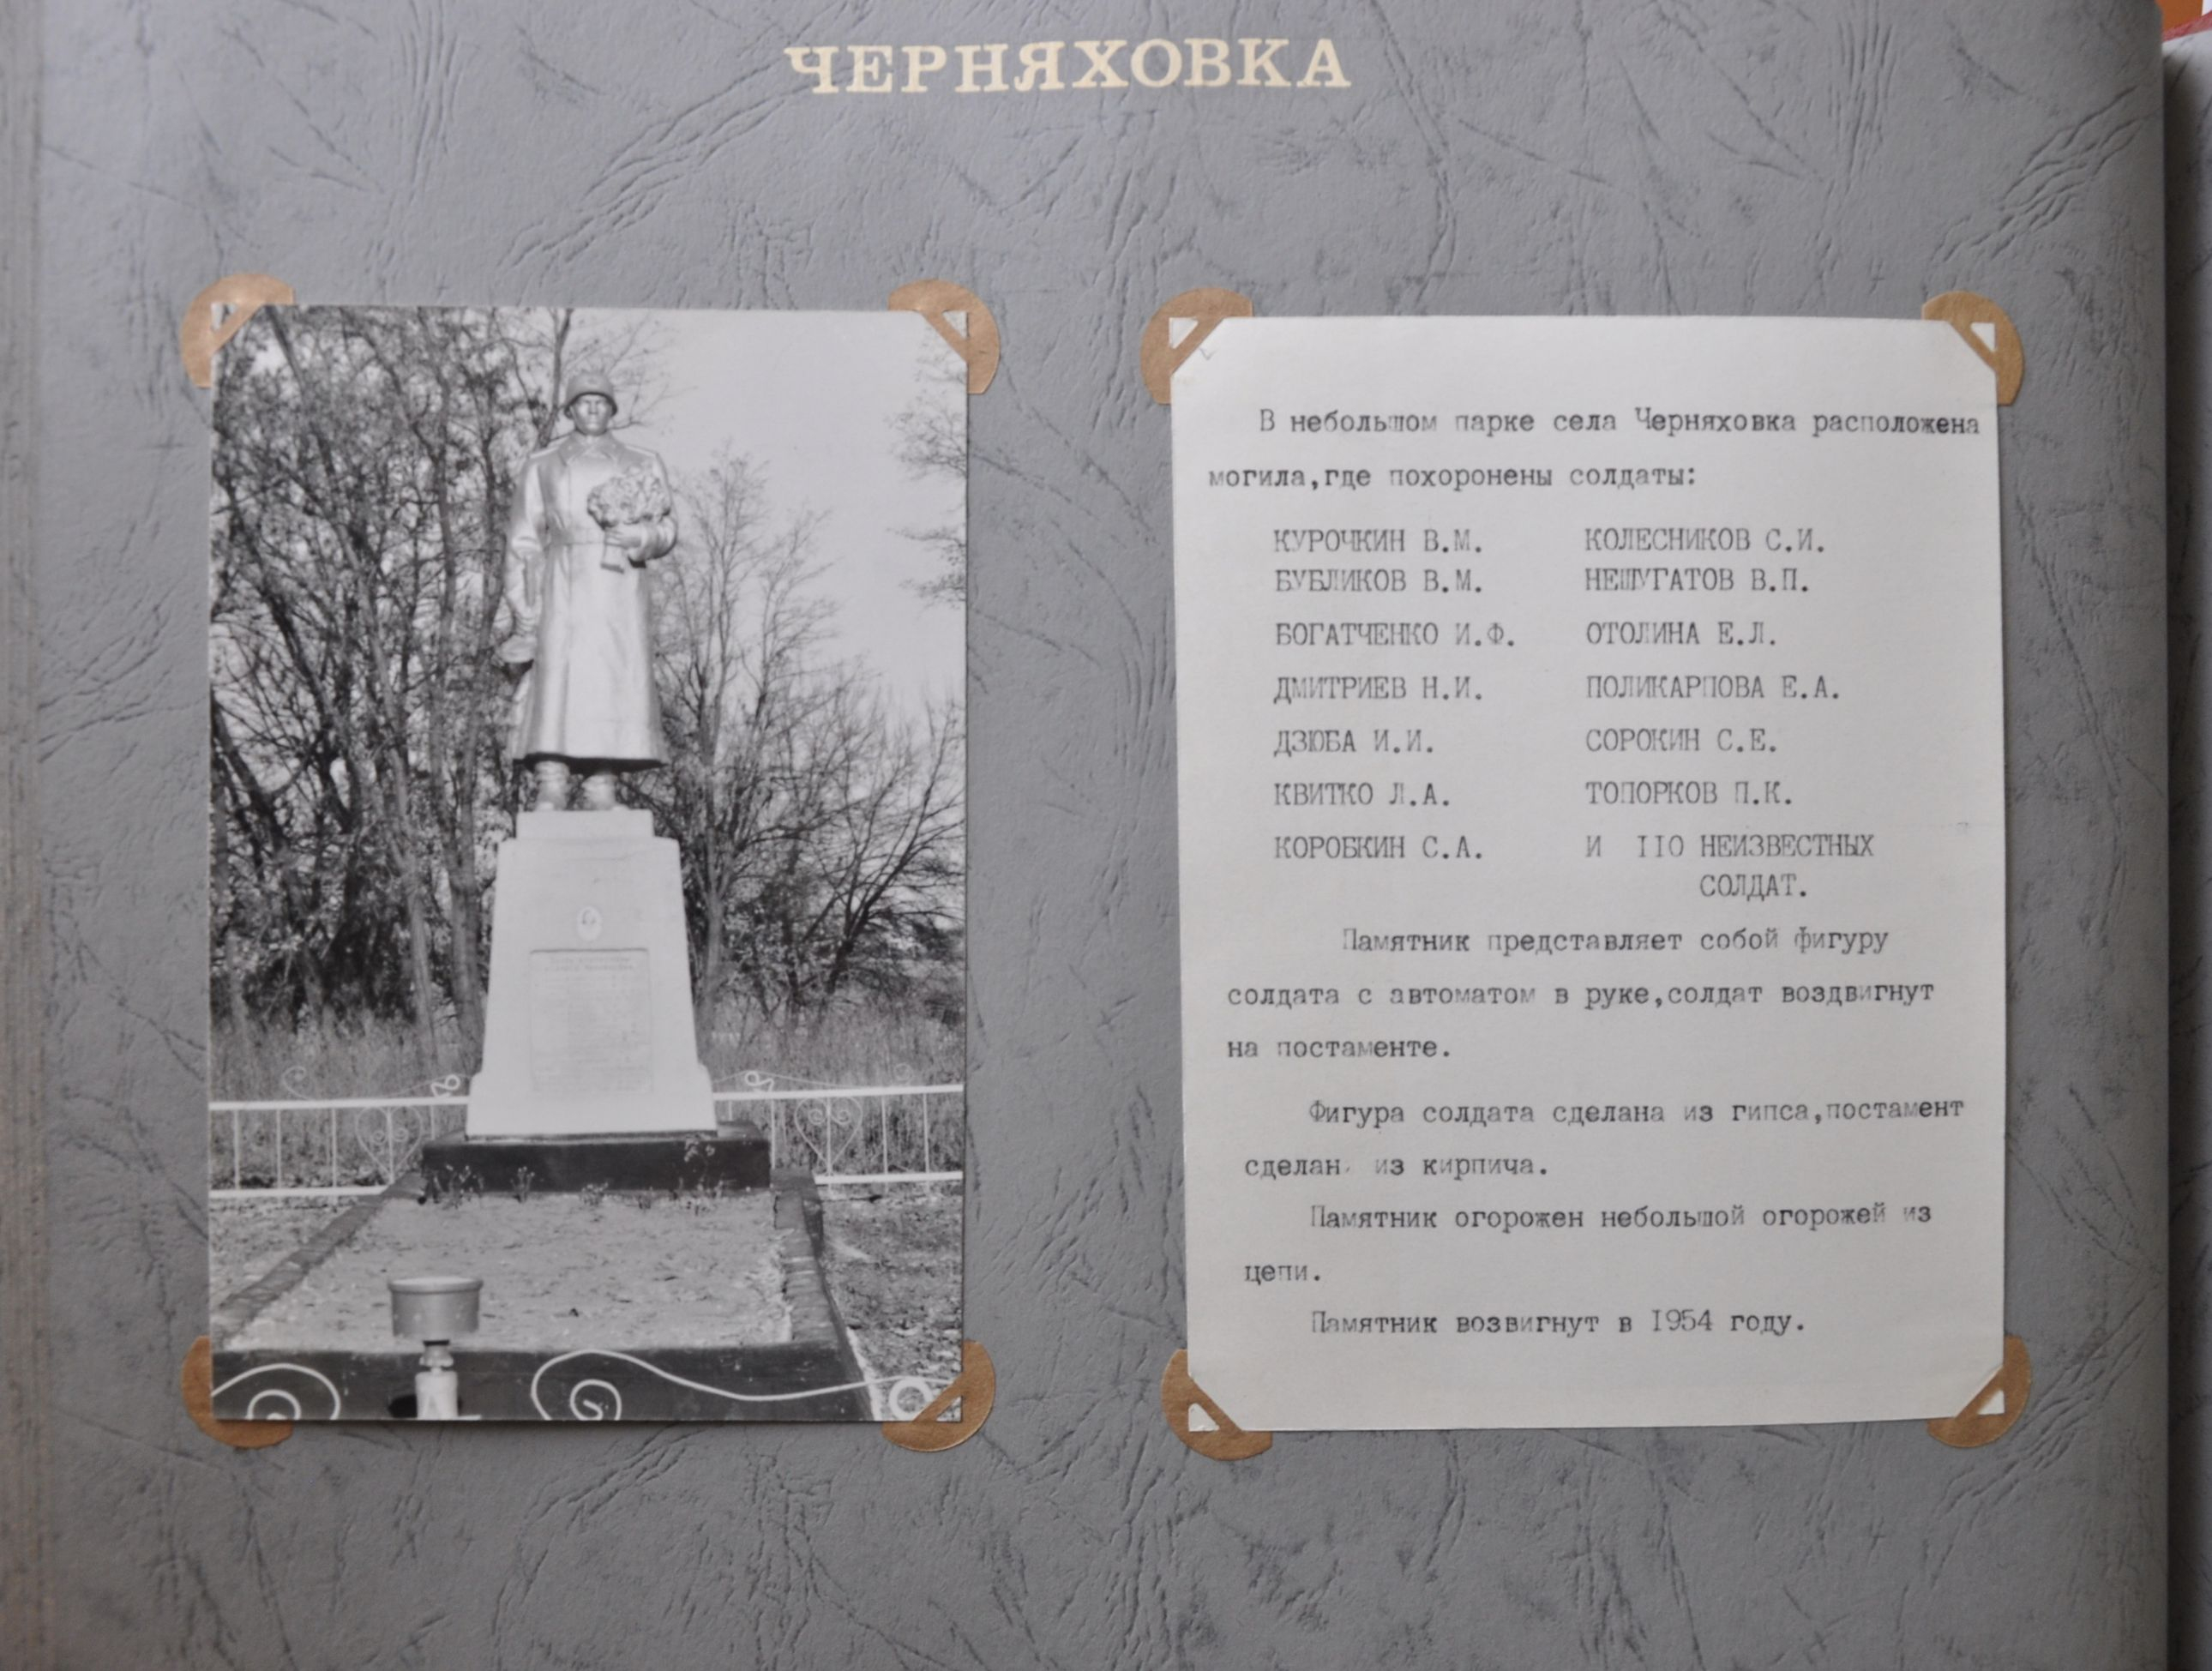 ЧЕРНЯХОВКА
В небольшом парке села Черняховка расположена
могила,где похоронены солдаты:
КУРОЧКИН В.М. КОЛЕСНИКОВ С.И.
БУБЛИКОВ В.М. НЕШУГАТОВ В.П.
БОГАТЧЕНКО И.Ф. ОТОЛИНА Е.Л.
ДМИТРИЕВ Н.И. ПОЛИКАРПОВА Е.А.
ДЗЮБА И.И. СОРОКИН С.Е.
КВИТКО Л.А. ТОПОРКОВ П.К.
КОРОБКИН С.А. И IIO НЕИЗВЕСТНЫХ
СОЛДАТ.
Памятник представляет собой фигуру
солдата с автоматом в руке,солдат воздвигнут
на постаменте.
Фигура солдата сделана из гипса,постамент
сделан из кирпича.
Памятник огорожен небольшой огорожей из
цепи.
Памятник возвигнут в I954 году.